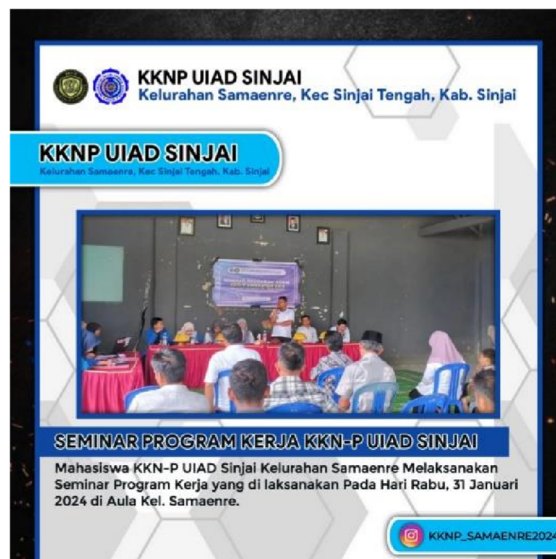 KKNP UIAD SINJAI
Kelurahan Samaenre, Kec Sinjai Tengah, Kab. Sinjai
KKNP UIAD SINJAI
Kelurahan Samaenre, Kec Sinjai Tengah, Kab. Sinjai
SEMINAR PROGRAM KERJA KKN-P UIAD SINJAI
Mahasiswa KKN-P UIAD Sinjai Kelurahan Samaenre Melaksanakan
Seminar Program Kerja yang di laksanakan Pada Hari Rabu, 31 Januari
2024 di Aula Kel. Samaenre.
KKNP_SAMAENRE2024